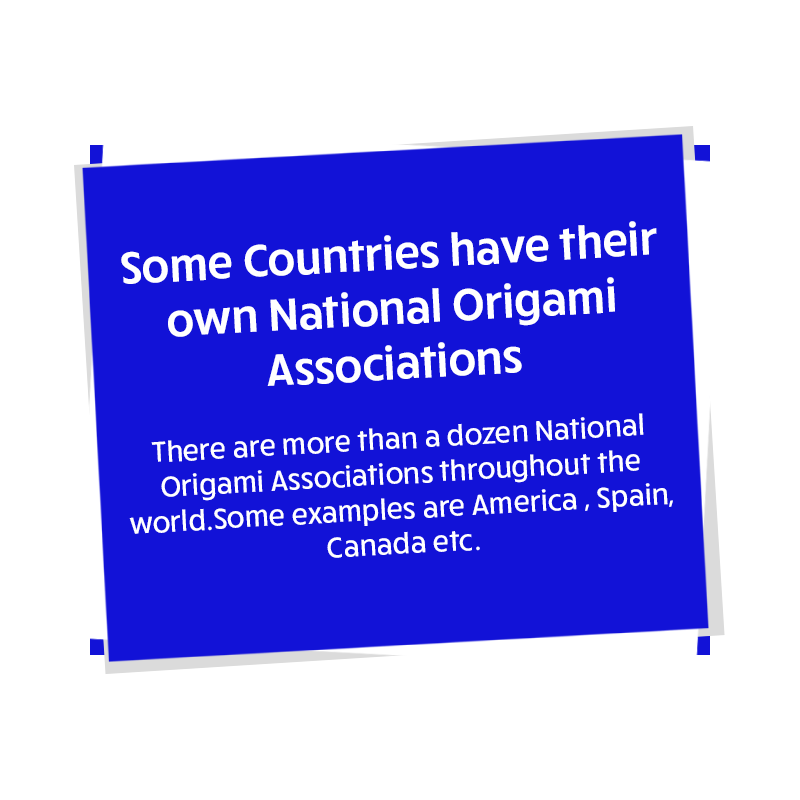 Some Countries have their
own National Origami
Associations
There are more than a dozen National
Origami Associations throughout the
world.Some examples are America , Spain,
Canada etc.